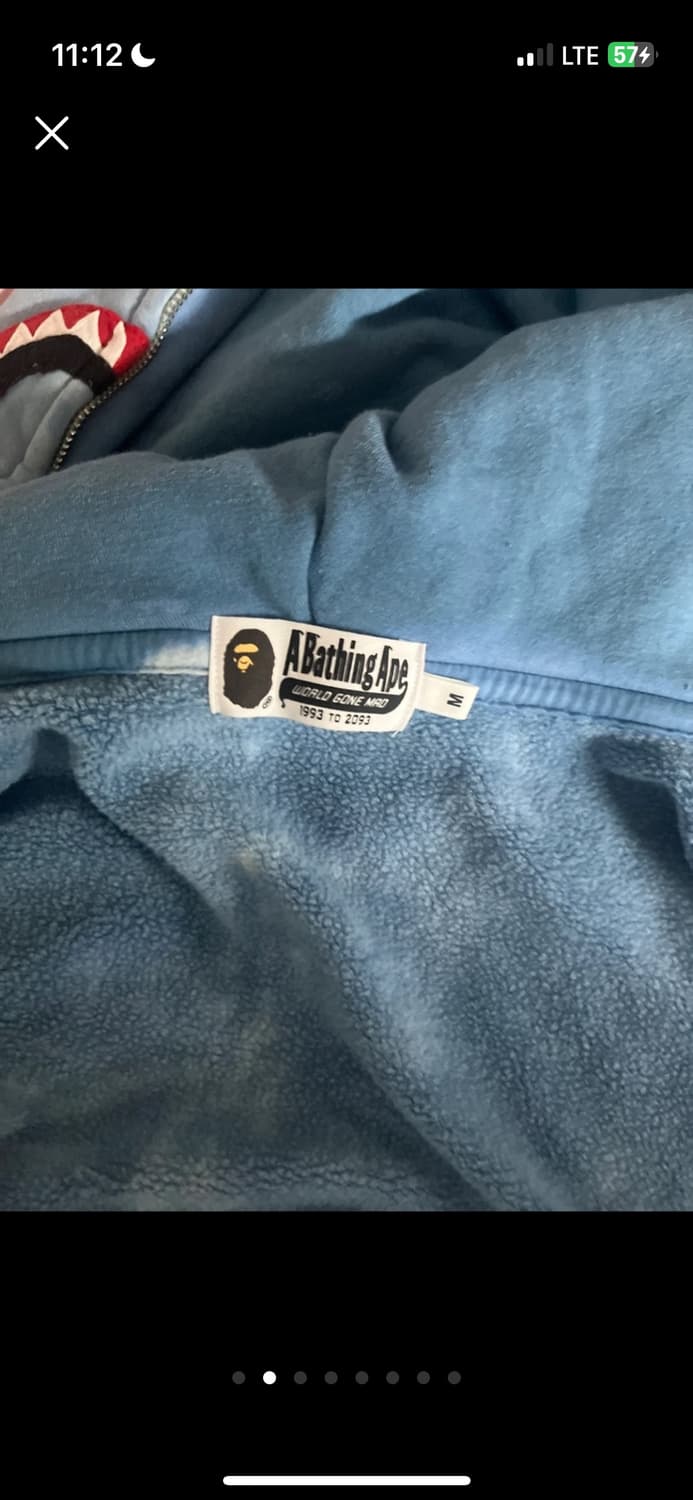 11:12
LTE
57
A Bathing Ape
®
WORLD GONE MAD
1993 TO 2093
M